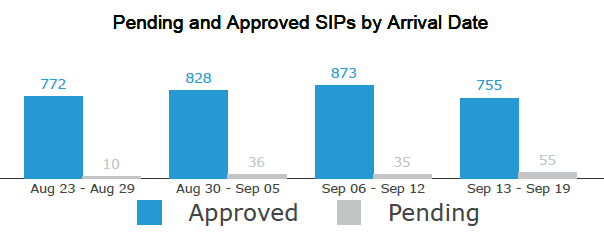 Pending and Approved SIPs by Arrival Date
772 10 828 36 873 35 755 55
Aug 23 - Aug 29 Aug 30 - Sep 05 Sep 06 - Sep 12 Sep 13 - Sep 19
Approved Pending